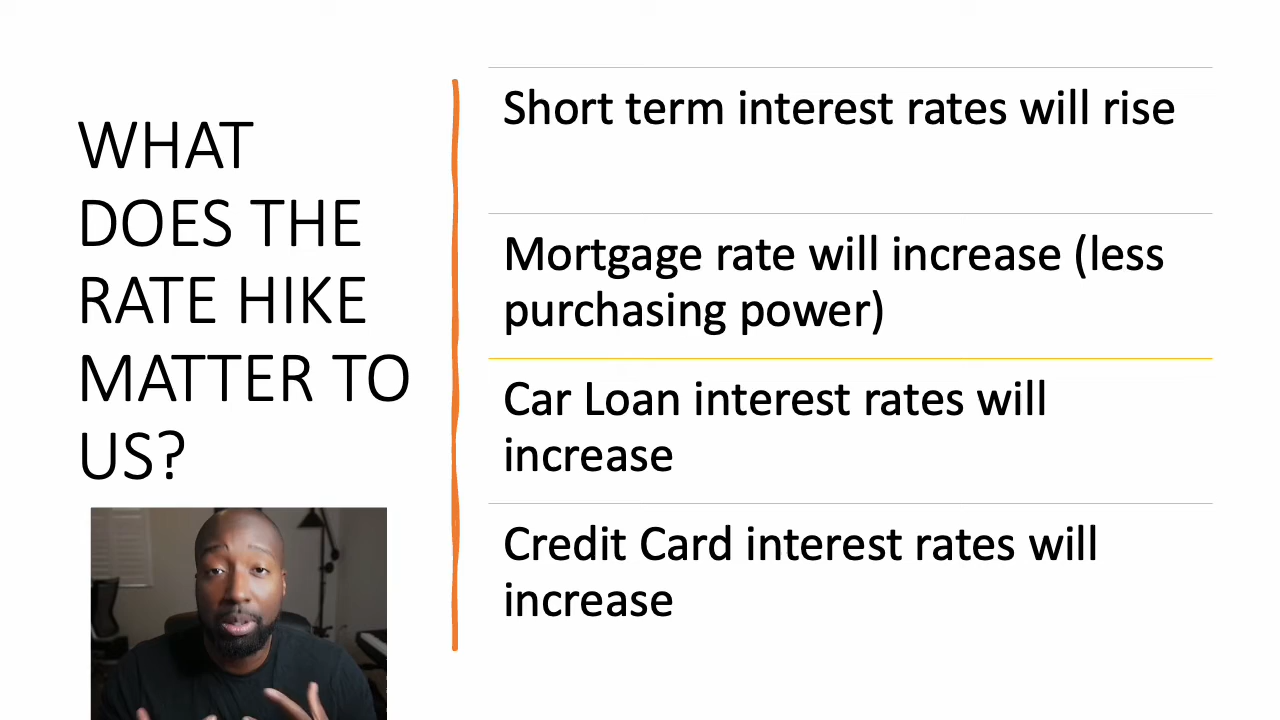 WHAT
DOES THE
RATE HIKE
MATTER TO
US?
Short term interest rates will rise
Mortgage rate will increase (less
purchasing power)
Car Loan interest rates will
increase
Credit Card interest rates will
increase